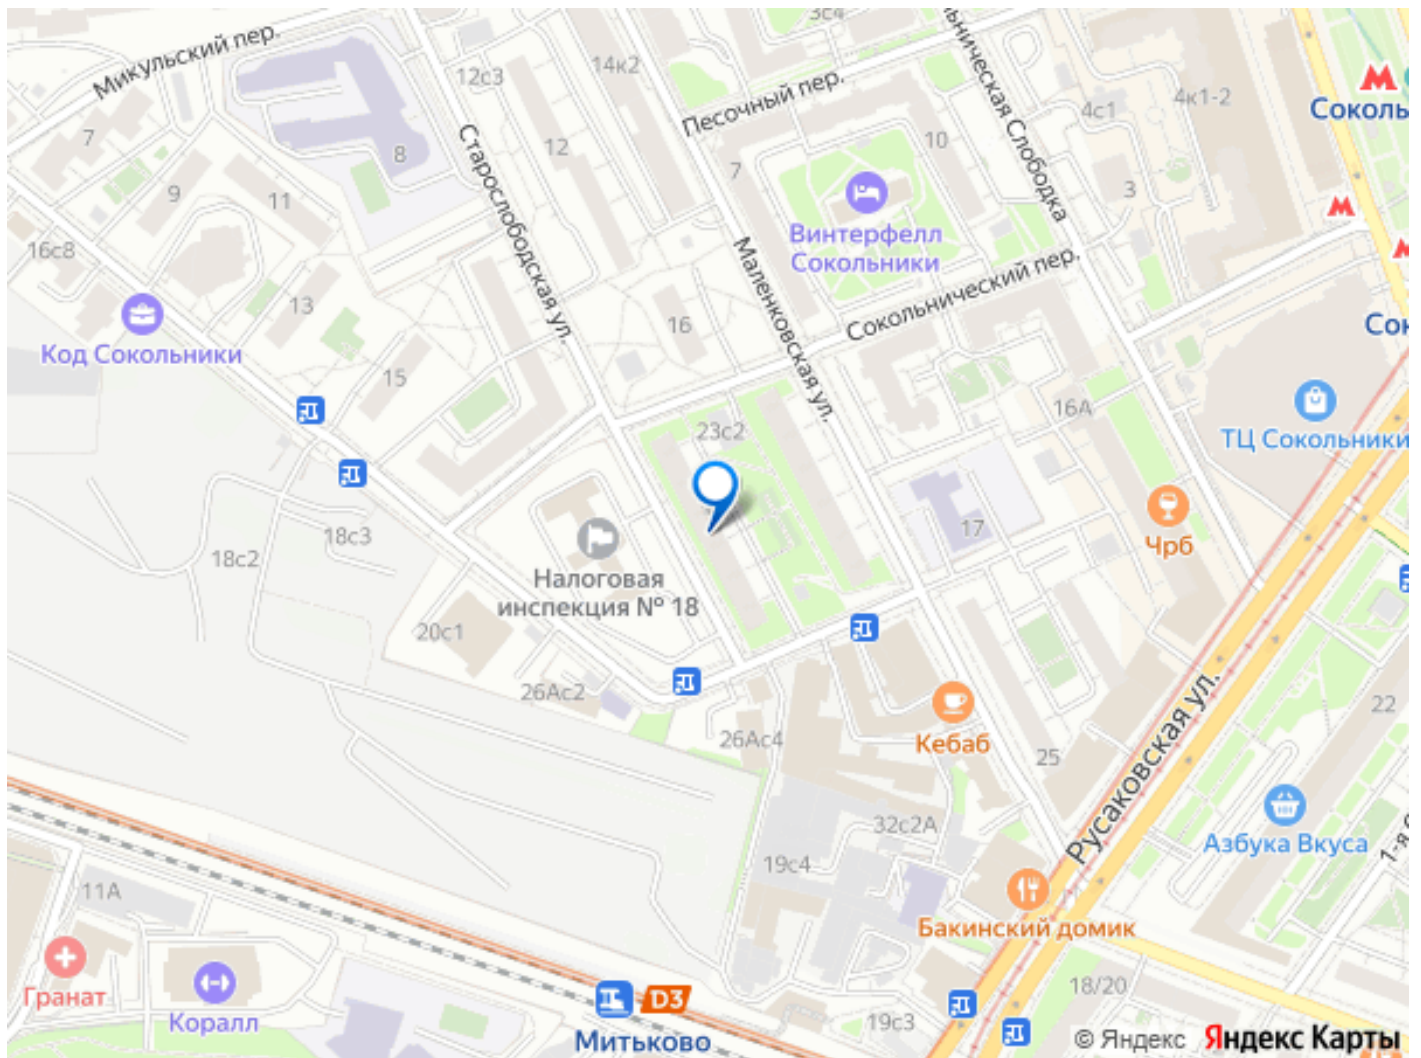 Микульский пер.
3с4
Песочный пер.
4к1-2
4с1
Соколь
12с3
14к2
7
8
12
10
7
3
9
11
Старослободская ул.
Маленковская ул.
Винтерфелл
Сокольники
16с8
13
16
Сокольнический пер.
Сок
Код Сокольники
15
16А
ТЦ Сокольники
23с2
18с3
18с2
17
Чрб
Налоговая
инспекция № 18
20с1
26Ас2
26Ас4
Кебаб
25
Русаковская ул.
22
32с2А
19с4
Азбука Вкуса
11А
Бакинский домик
Гранат
Коралл
D3
Митьково
19с3
18/20
© Яндекс Яндекс Карты